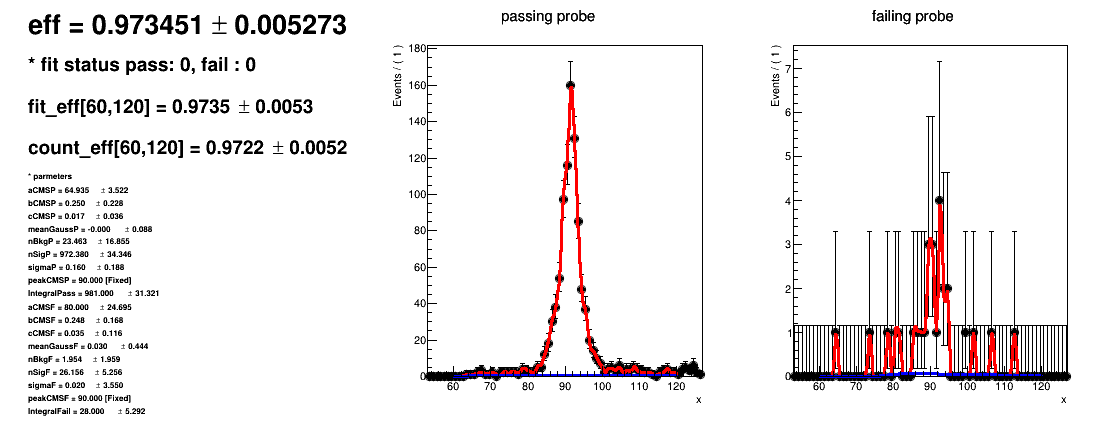 eff = 0.973451 ± 0.005273
* fit status pass: 0, fail : 0
fit_eff[60,120] = 0.9735 ± 0.0053
count_eff[60,120] = 0.9722 ± 0.0052
* parmeters
aCMSP = 64.935 ± 3.522
bCMSP = 0.250 ± 0.228
cCMSP = 0.017 ± 0.036
meanGaussP = -0.000 ± 0.088
nBkgP = 23.463 ± 16.855
nSigP = 972.380 ± 34.346
sigmaP = 0.160 ± 0.188
peakCMSP = 90.000 [Fixed]
IntegralPass = 981.000 ± 31.321
aCMSF = 80.000 ± 24.695
bCMSF = 0.248 ± 0.168
cCMSF = 0.035 ± 0.116
meanGaussF = 0.030 ± 0.444
nBkgF = 1.954 ± 1.959
nSigF = 26.156 ± 5.256
sigmaF = 0.020 ± 3.550
peakCMSF = 90.000 [Fixed]
IntegralFail = 28.000 ± 5.292
passing probe
Events / ( 1 )
180
160
140
120
100
80
60
40
20
0
60 70 80 90 100 110 120
x
failing probe
Events / ( 1 )
7
6
5
4
3
2
1
0
60 70 80 90 100 110 120
x